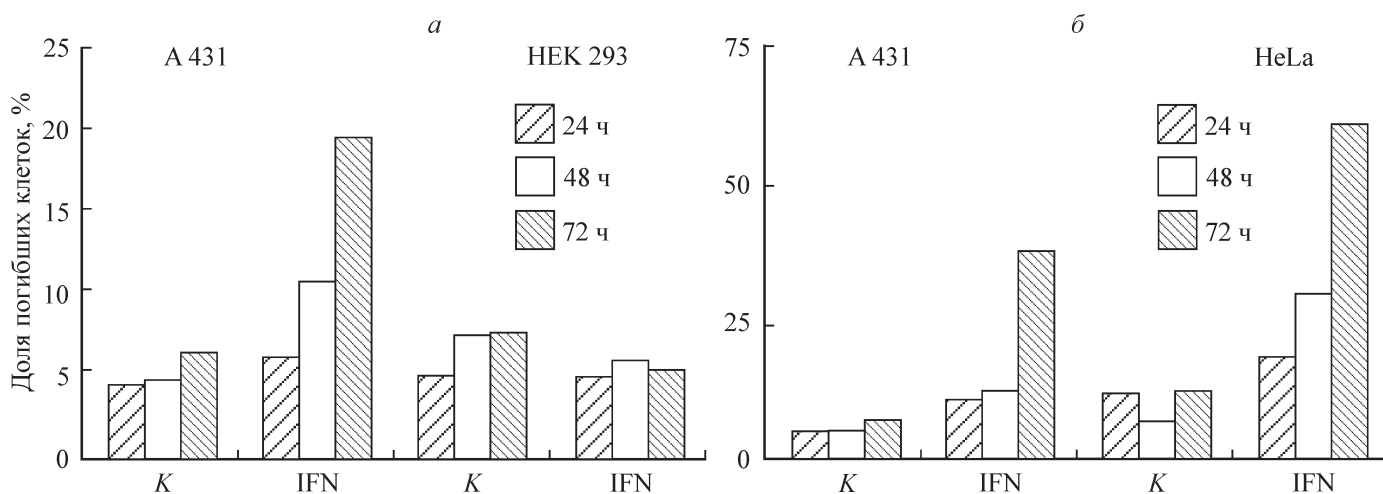 а
Доля погибших клеток, %
25
20
15
10
5
0
A 431
HEK 293
24 ч
48 ч
72 ч
K
IFN
K
IFN
б
75
50
25
0
A 431
HeLa
24 ч
48 ч
72 ч
K
IFN
K
IFN